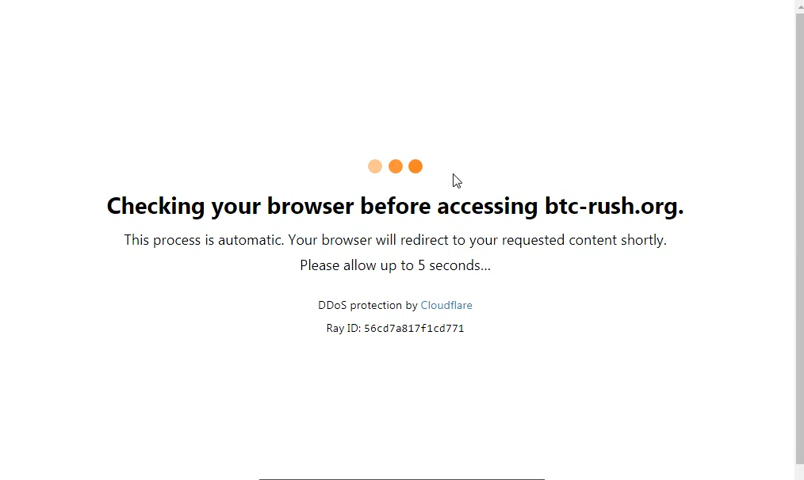 Checking your browser before accessing btc-rush.org.
This process is automatic. Your browser will redirect to your requested content shortly.
Please allow up to 5 seconds...
DDoS protection by Cloudflare
Ray ID: 56cd7a817f1cd771